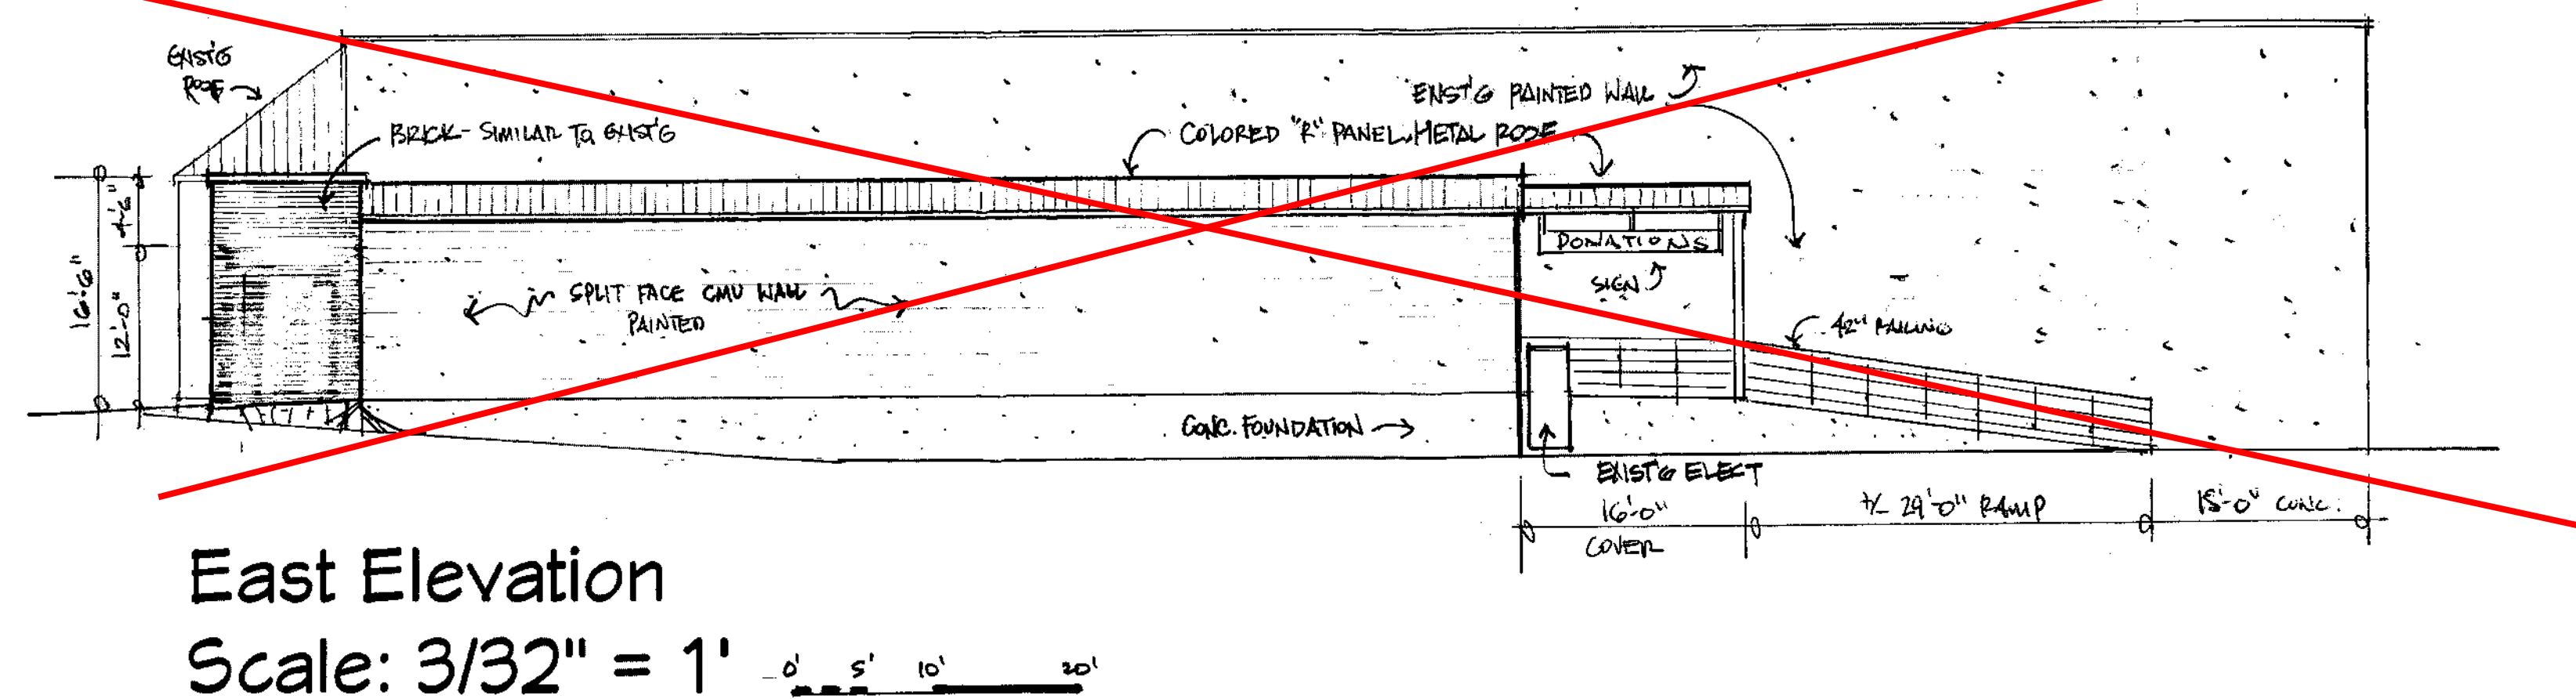 EXIST'G
ROOF
BRICK - SIMILAR TO EXIST'G
EXIST'G PAINTED WALL
COLORED "R" PANEL METAL ROOF
4'-6"
16'-6"
12'-0"
SPLIT FACE CMU WALL
PAINTED
DONATIONS
SIGN
42" RAILING
CONC. FOUNDATION
EXIST'G ELECT
16'-0"
COVER
+/- 29'-0" RAMP
15'-0" CONC.
East Elevation
Scale: 3/32" = 1'
0' 5' 10' 20'